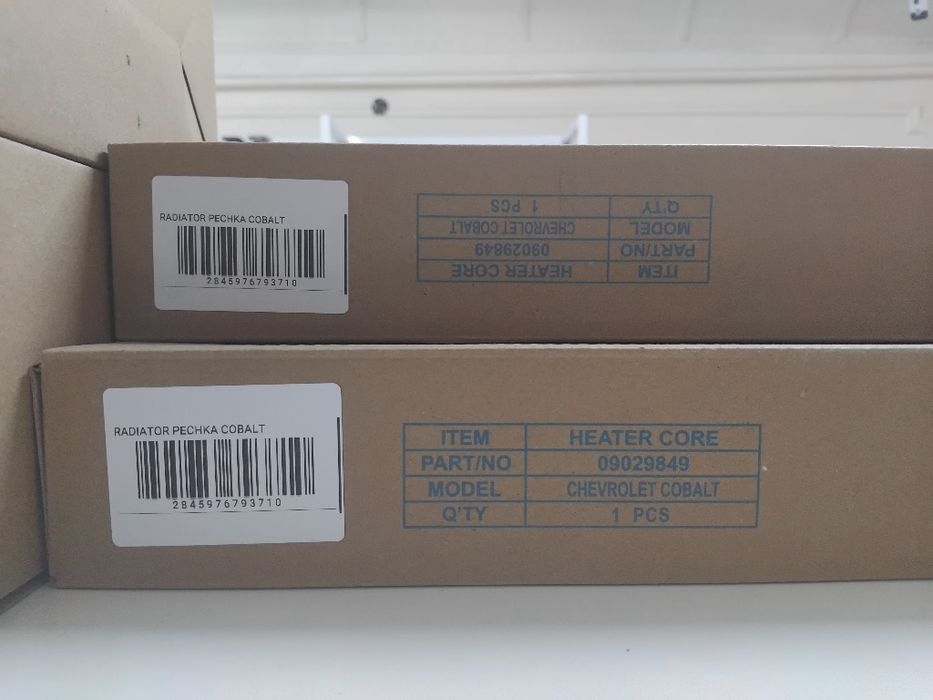 RADIATOR PECHKA COBALT
2845976793710
ITEM HEATER CORE
PART/NO 09029849
MODEL CHEVROLET COBALT
Q'TY 1 PCS
RADIATOR PECHKA COBALT
2845976793710
ITEM HEATER CORE
PART/NO 09029849
MODEL CHEVROLET COBALT
Q'TY 1 PCS